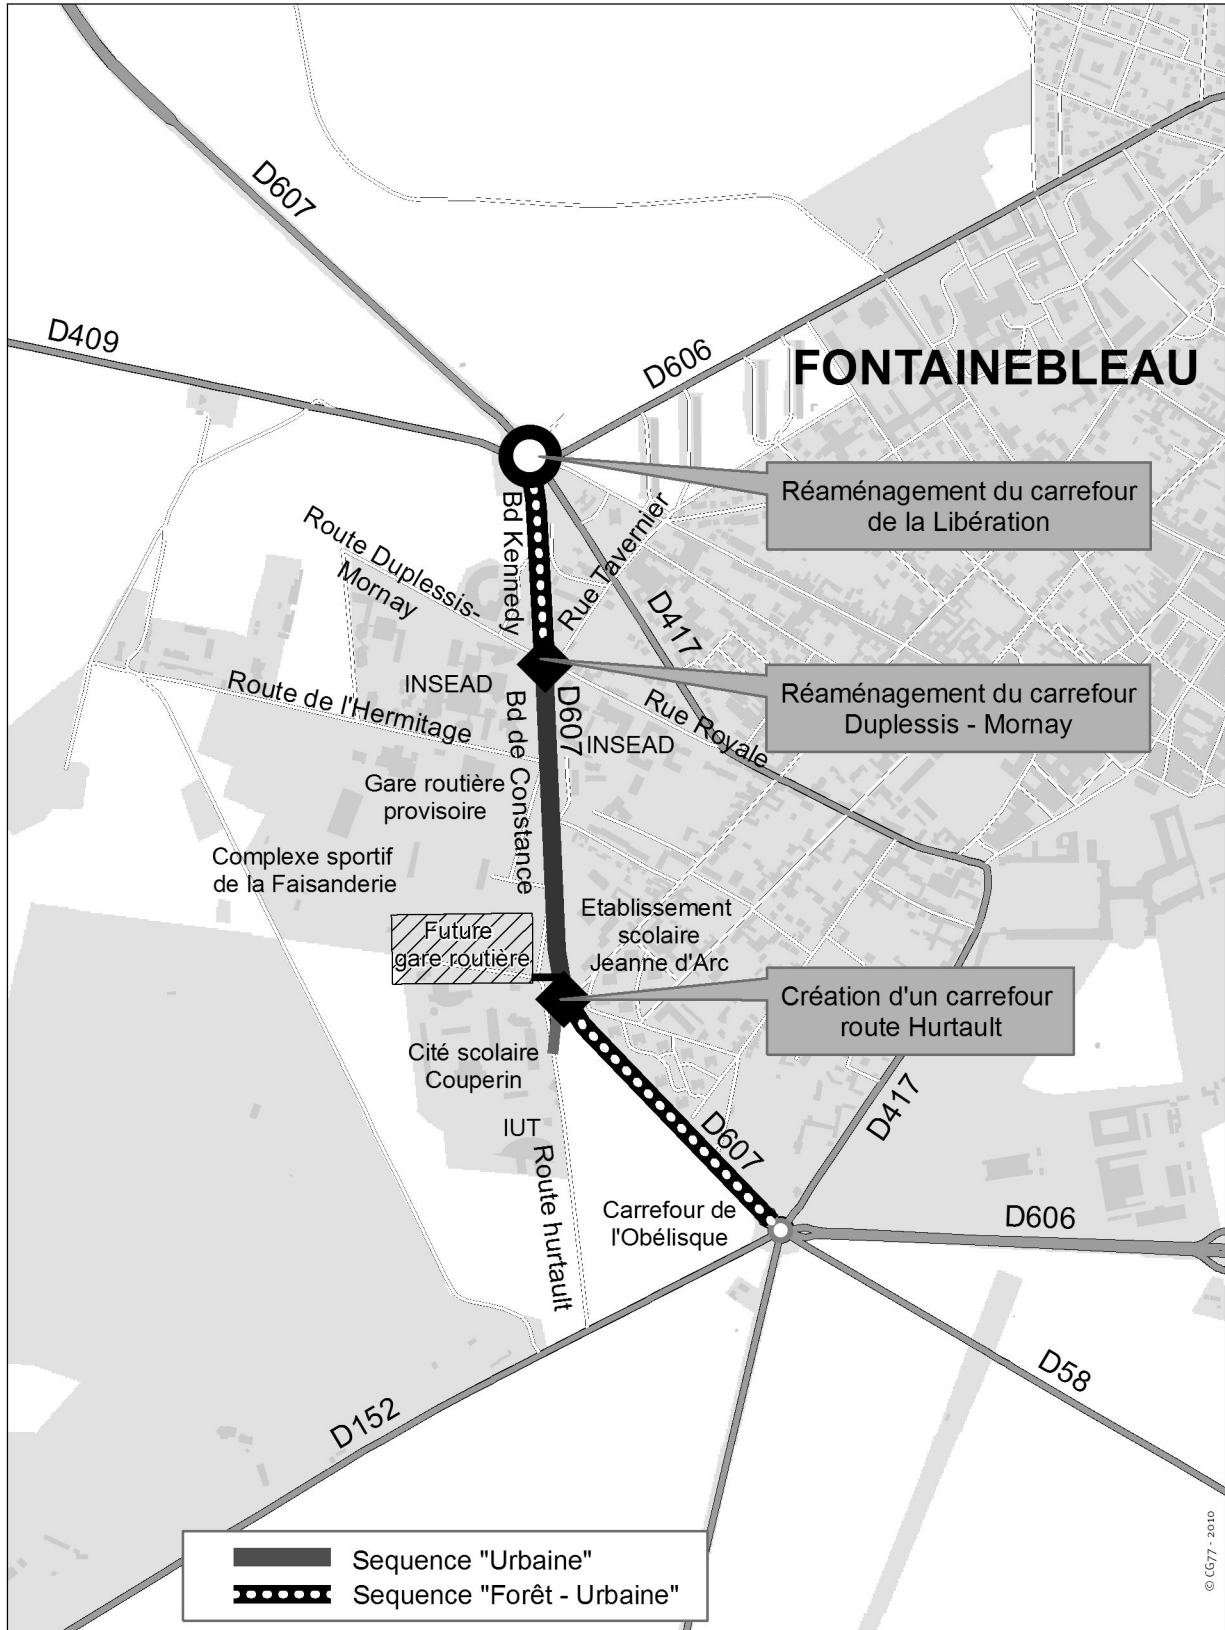 D607
D409
D606
FONTAINEBLEAU
Réaménagement du carrefour
de la Libération
Bd Kennedy
Route Duplessis-
Mornay
Rue Tavernier
D417
INSEAD
Route de l'Hermitage
Bd de Constance
D607
INSEAD
Rue Royale
Réaménagement du carrefour
Duplessis - Mornay
Gare routière
provisoire
Complexe sportif
de la Faisanderie
Future
gare routière
Etablissement
scolaire
Jeanne d'Arc
Création d'un carrefour
route Hurtault
Cité scolaire
Couperin
IUT
Route hurtault
D607
D417
Carrefour de
l'Obélisque
D606
D58
D152
Sequence "Urbaine"
Sequence "Forêt - Urbaine"
© CG77 - 2010